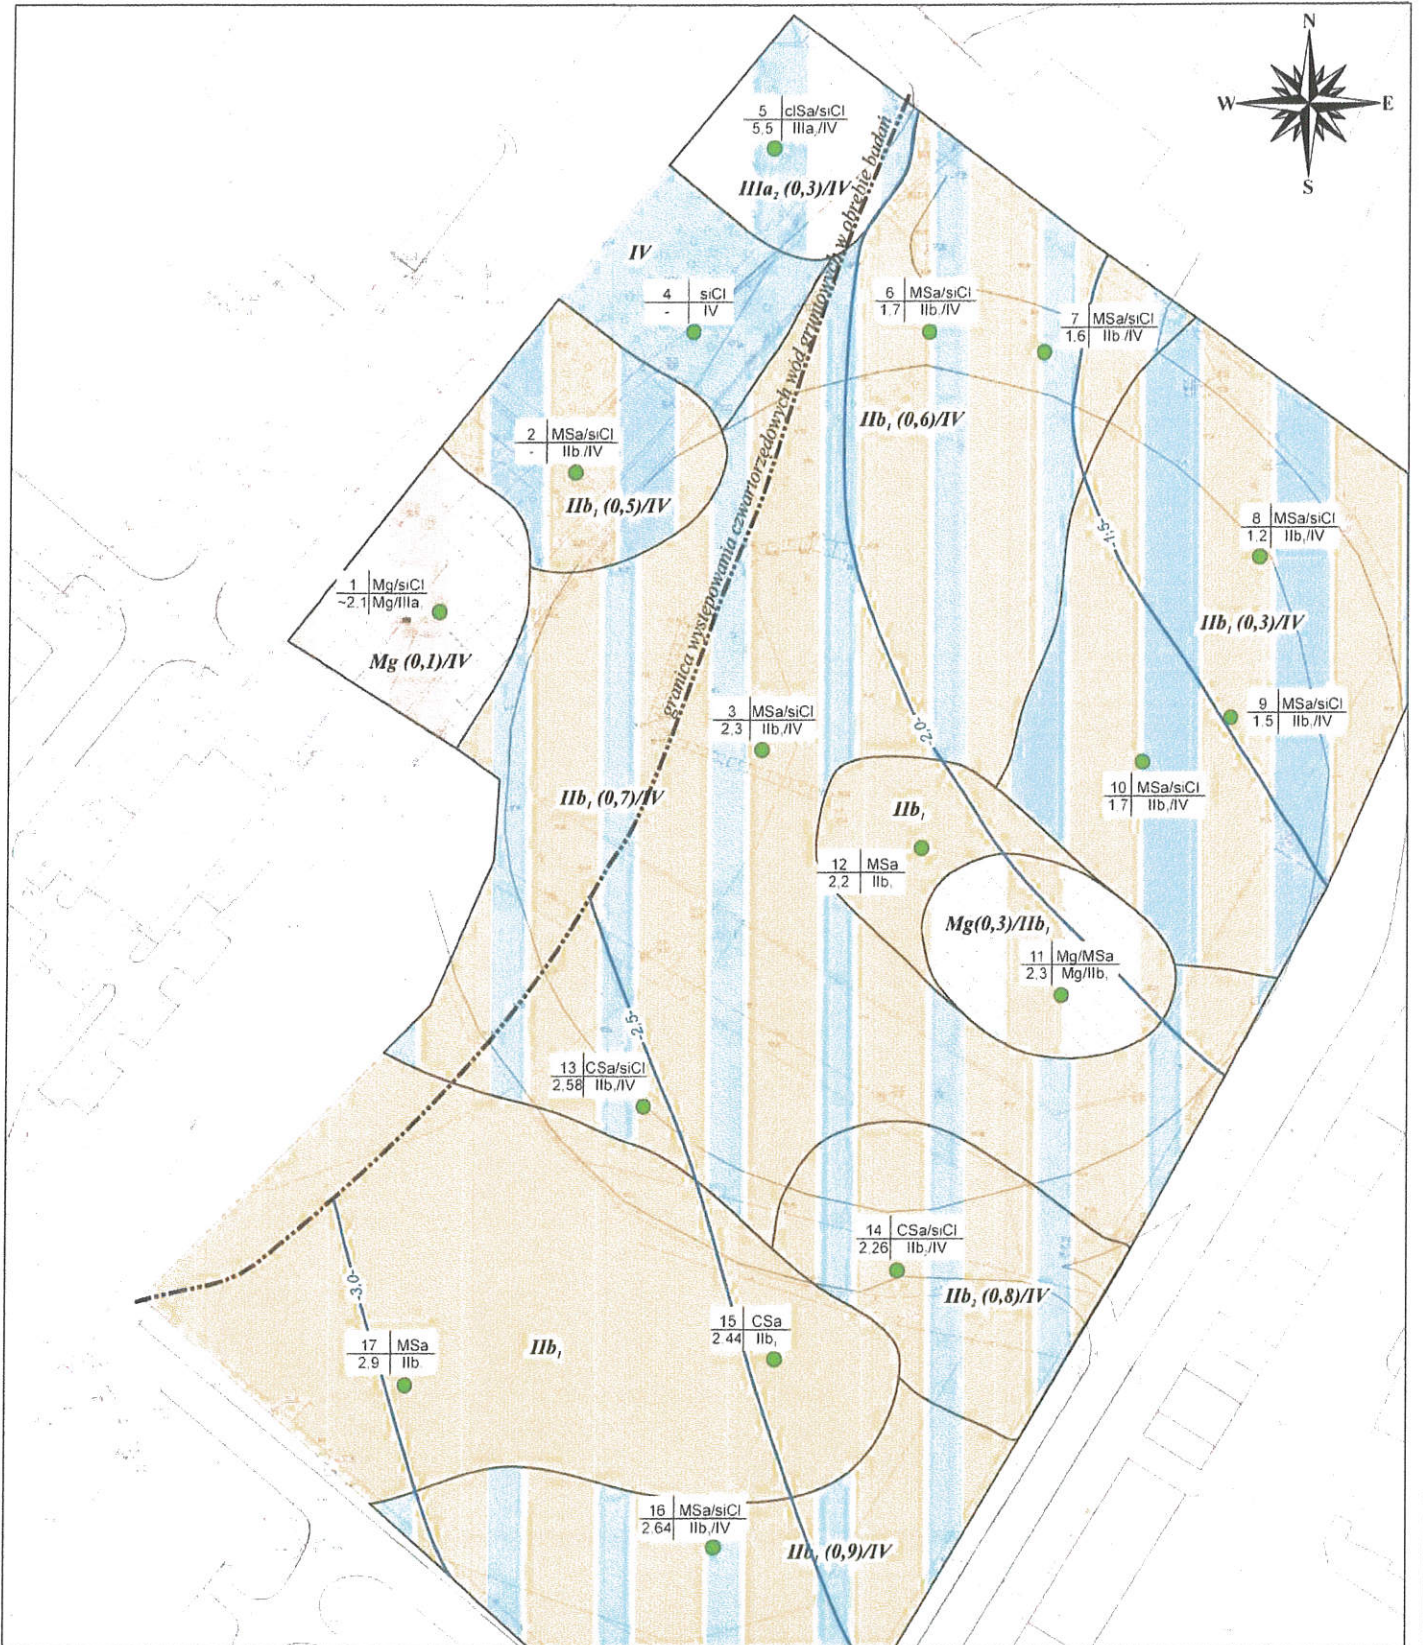 N
W E
S
5 clSa/siCl
5,5 IIIa₂/IV
IIIa₂ (0,3)/IV
granica występowania czwartorzędowych wód gruntowych w obrębie badań
IV
4 siCl
- IV
6 MSa/siCl
1.7 IIb₁/IV
7 MSa/siCl
1.6 IIb₁/IV
IIb₁ (0,6)/IV
2 MSa/siCl
- IIb₁/IV
IIb₁ (0,5)/IV
8 MSa/siCl
1.2 IIb₁/IV
-1,5-
1 Mg/siCl
~2.1 Mg/IIIa
IIb₁ (0,3)/IV
Mg (0,1)/IV
3 MSa/siCl
2,3 IIb₁/IV
9 MSa/siCl
1.5 IIb₁/IV
-2,0-
10 MSa/siCl
1.7 IIb₁/IV
IIb₁ (0,7)/IV
IIb₁
12 MSa
2,2 IIb₁
Mg(0,3)/IIb₁
11 Mg/MSa
2.3 Mg/IIb₁
-2,5-
13 CSa/siCl
2,58 IIb₁/IV
14 CSa/siCl
2,26 IIb₂/IV
IIb₂ (0,8)/IV
-3.0-
15 CSa
2.44 IIb₁
17 MSa
2,9 IIb
IIb₁
16 MSa/siCl
2.64 IIb₁/IV
IIb₁ (0,9)/IV